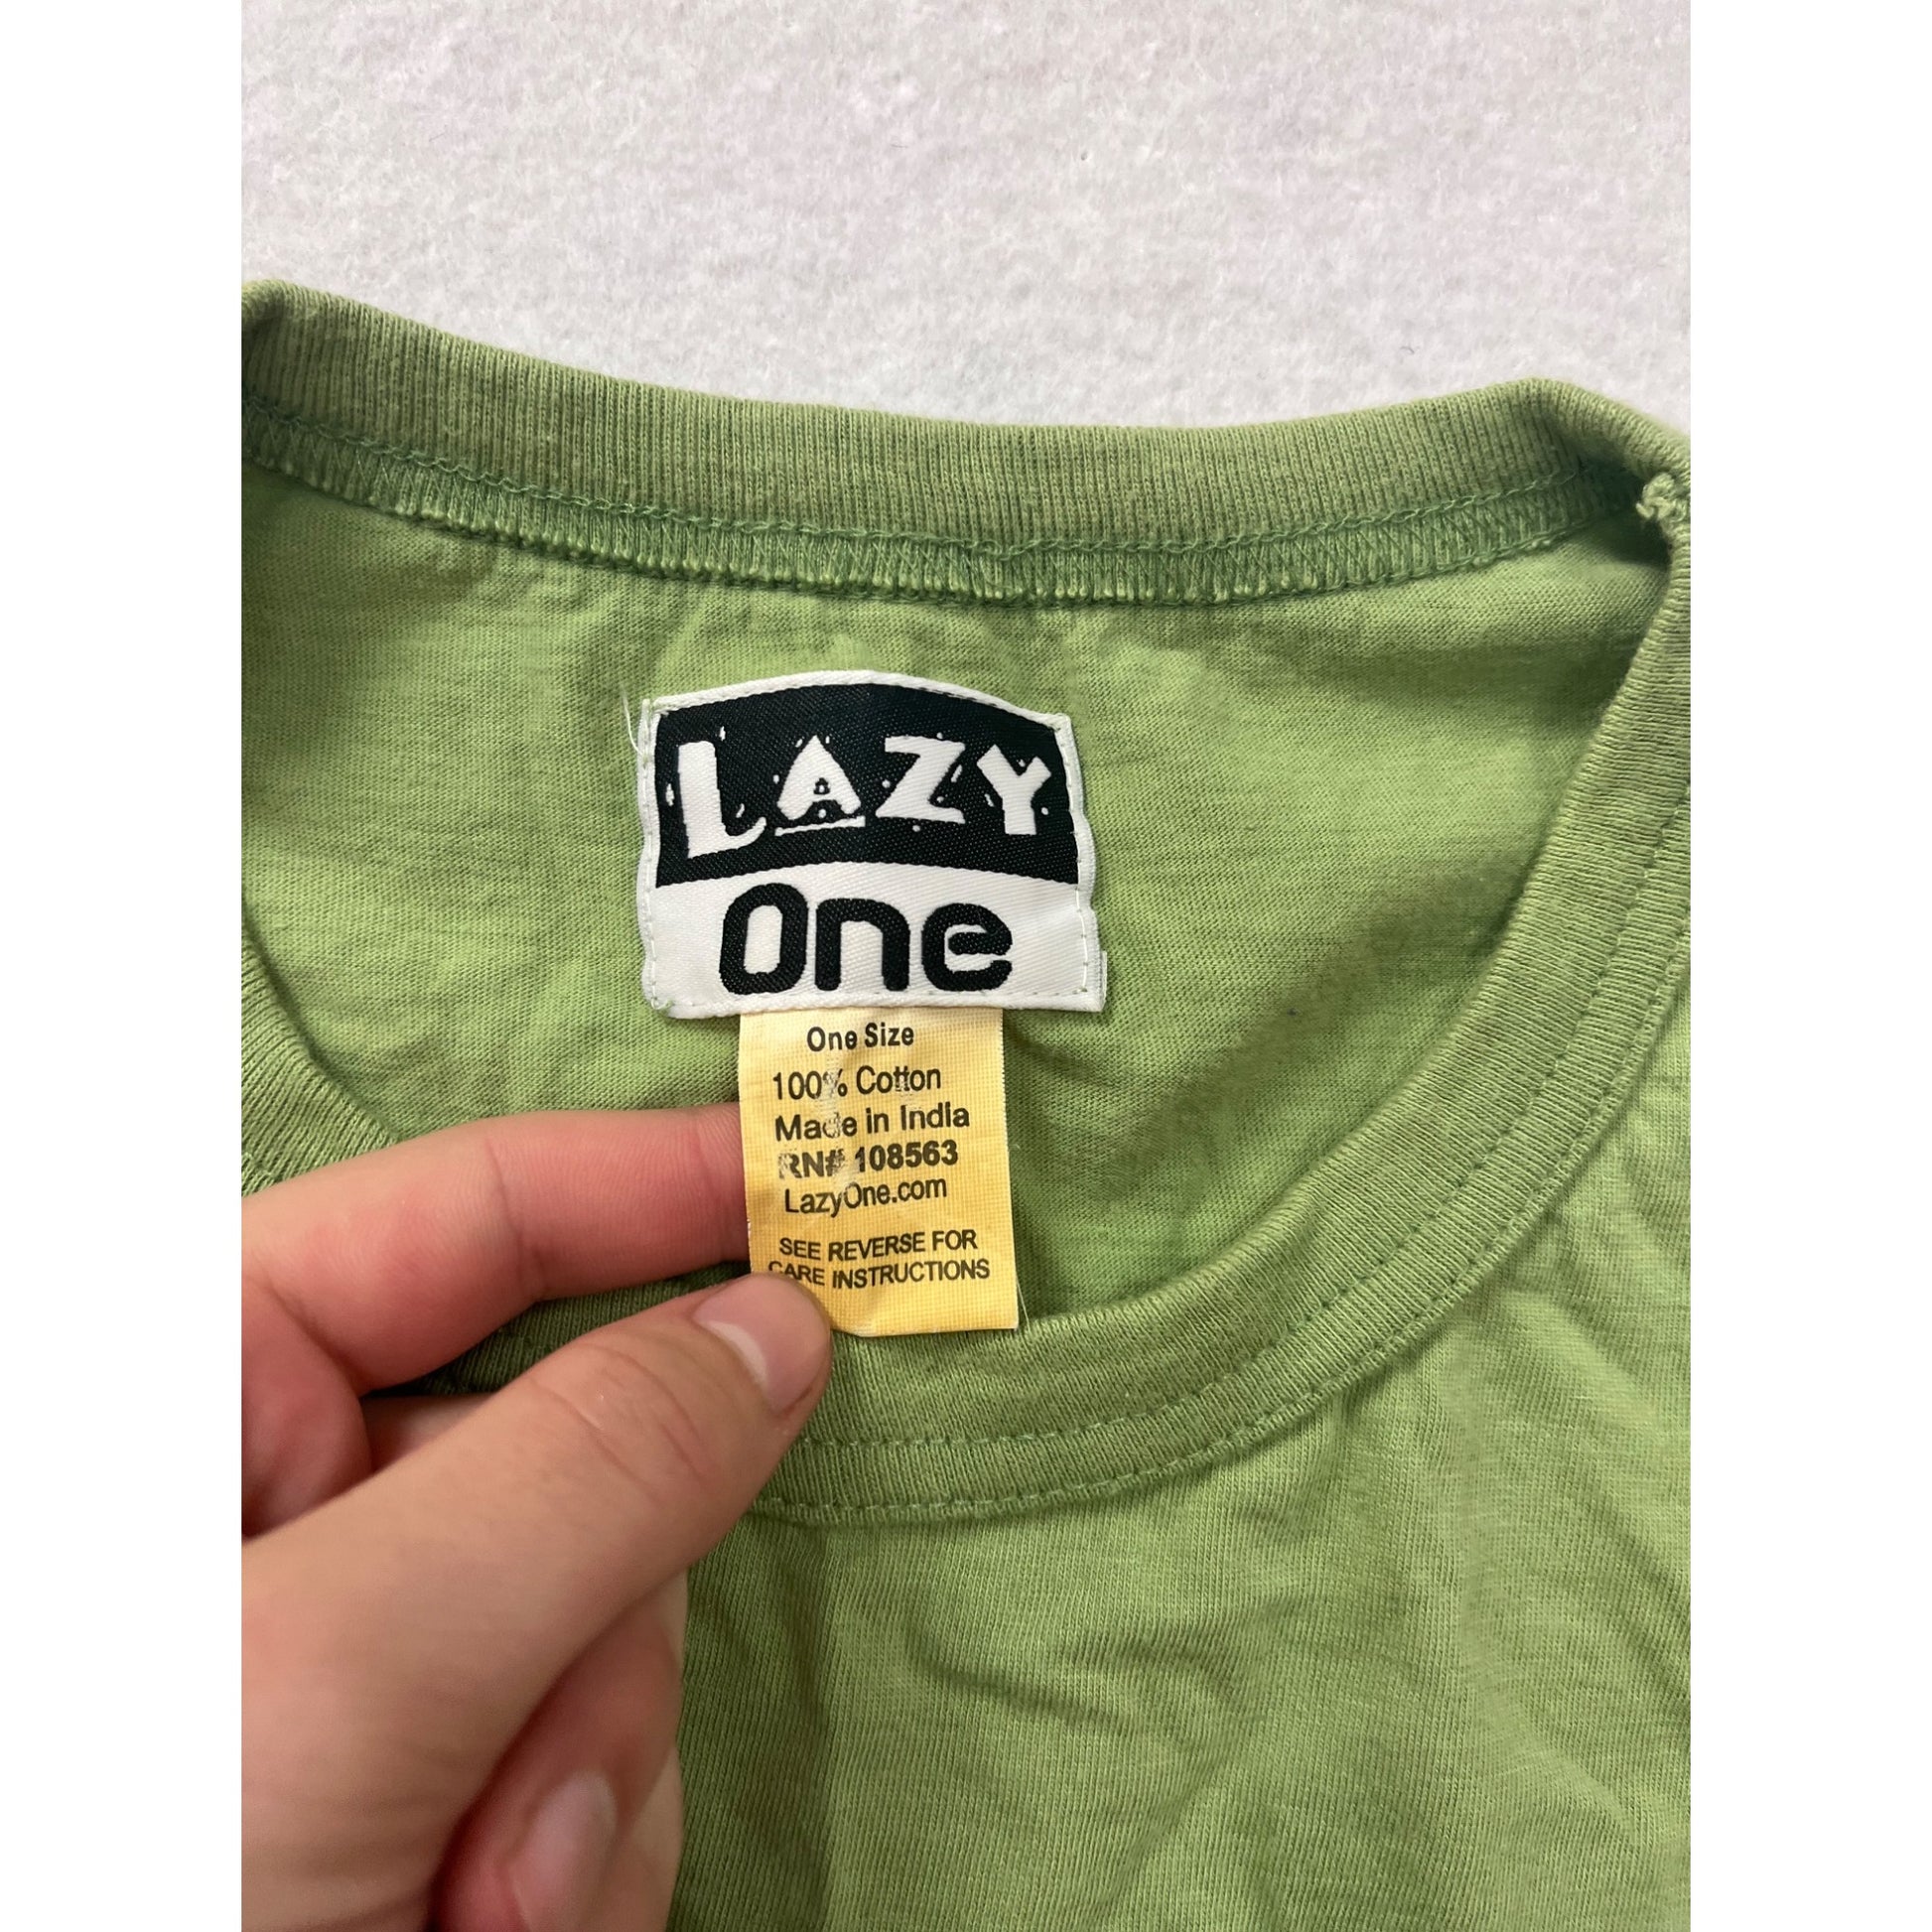 LAZY
One
One Size
100% Cotton
Made in India
RN# 108563
LazyOne.com
SEE REVERSE FOR
CARE INSTRUCTIONS